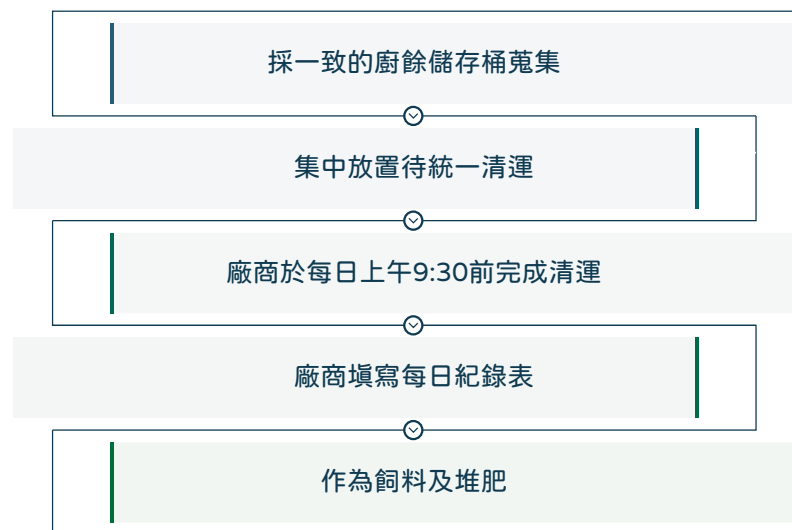 採一致的廚餘儲存桶蒐集
集中放置待統一清運
廠商於每日上午9:30前完成清運
廠商填寫每日紀錄表
作為飼料及堆肥